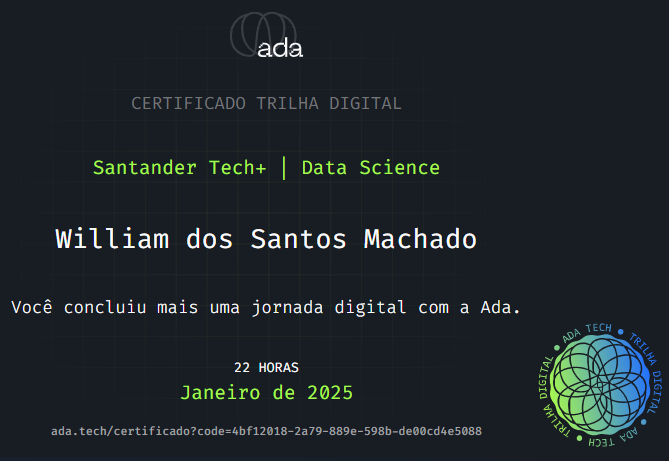 ada
CERTIFICADO TRILHA DIGITAL
Santander Tech+ | Data Science
William dos Santos Machado
Você concluiu mais uma jornada digital com a Ada.
22 HORAS
Janeiro de 2025
ada.tech/certificado?code=4bf12018-2a79-889e-598b-de00cd4e5088
ADA TECH • TRILHA DIGITAL • ADA TECH • TRILHA DIGITAL •